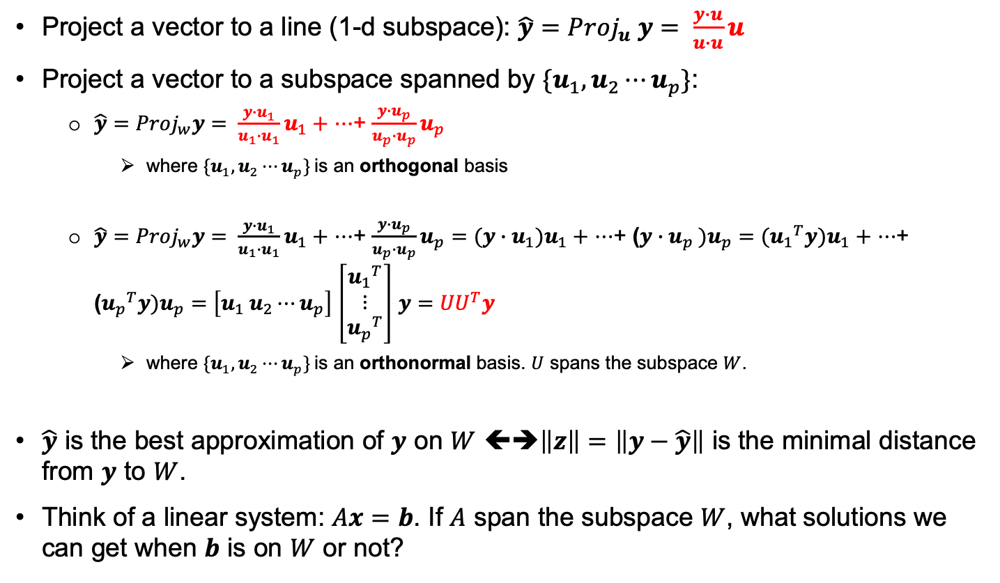 • Project a vector to a line (1-d subspace): $\hat{\boldsymbol{y}} = Proj_{\boldsymbol{u}}\, \boldsymbol{y} = \frac{\boldsymbol{y}\cdot\boldsymbol{u}}{\boldsymbol{u}\cdot\boldsymbol{u}}\boldsymbol{u}$
• Project a vector to a subspace spanned by $\{\boldsymbol{u}_1, \boldsymbol{u}_2 \cdots \boldsymbol{u}_p\}$:
○ $\hat{\boldsymbol{y}} = Proj_w\boldsymbol{y} = \frac{\boldsymbol{y}\cdot\boldsymbol{u}_1}{\boldsymbol{u}_1\cdot\boldsymbol{u}_1}\boldsymbol{u}_1 + \cdots + \frac{\boldsymbol{y}\cdot\boldsymbol{u}_p}{\boldsymbol{u}_p\cdot\boldsymbol{u}_p}\boldsymbol{u}_p$
➢ where $\{\boldsymbol{u}_1, \boldsymbol{u}_2 \cdots \boldsymbol{u}_p\}$ is an orthogonal basis
○ $\hat{\boldsymbol{y}} = Proj_w\boldsymbol{y} = \frac{\boldsymbol{y}\cdot\boldsymbol{u}_1}{\boldsymbol{u}_1\cdot\boldsymbol{u}_1}\boldsymbol{u}_1 + \cdots + \frac{\boldsymbol{y}\cdot\boldsymbol{u}_p}{\boldsymbol{u}_p\cdot\boldsymbol{u}_p}\boldsymbol{u}_p = (\boldsymbol{y}\cdot\boldsymbol{u}_1)\boldsymbol{u}_1 + \cdots + (\boldsymbol{y}\cdot\boldsymbol{u}_p)\boldsymbol{u}_p = (\boldsymbol{u}_1{}^T\boldsymbol{y})\boldsymbol{u}_1 + \cdots +$
$(\boldsymbol{u}_p{}^T\boldsymbol{y})\boldsymbol{u}_p = [\boldsymbol{u}_1\ \boldsymbol{u}_2 \cdots \boldsymbol{u}_p]\begin{bmatrix}\boldsymbol{u}_1{}^T\\ \vdots\\ \boldsymbol{u}_p{}^T\end{bmatrix}\boldsymbol{y} = UU^T\boldsymbol{y}$
➢ where $\{\boldsymbol{u}_1, \boldsymbol{u}_2 \cdots \boldsymbol{u}_p\}$ is an orthonormal basis. $U$ spans the subspace $W$.
• $\hat{\boldsymbol{y}}$ is the best approximation of $\boldsymbol{y}$ on $W$ 🡸🡺 $\|\boldsymbol{z}\| = \|\boldsymbol{y} - \hat{\boldsymbol{y}}\|$ is the minimal distance
from $\boldsymbol{y}$ to $W$.
• Think of a linear system: $A\boldsymbol{x} = \boldsymbol{b}$. If $A$ span the subspace $W$, what solutions we
can get when $\boldsymbol{b}$ is on $W$ or not?